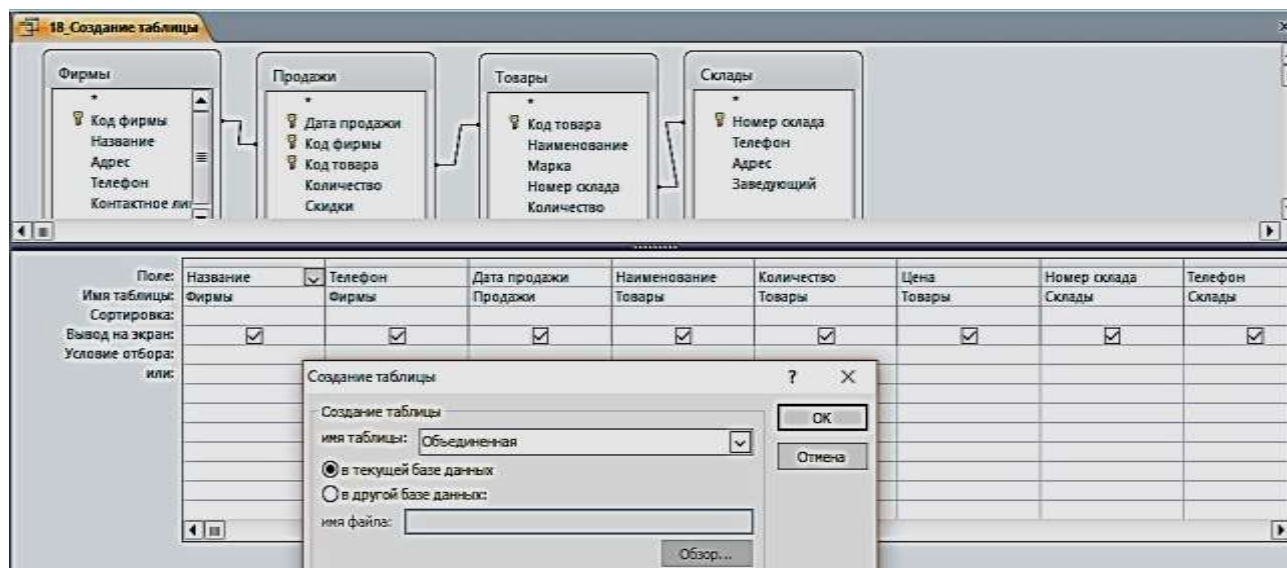 18_Создание таблицы
Фирмы
*
Код фирмы
Название
Адрес
Телефон
Контактное
Продажи
*
Дата продажи
Код фирмы
Код товара
Количество
Скидки
Товары
*
Код товара
Наименование
Марка
Номер склада
Количество
Склады
*
Номер склада
Телефон
Адрес
Заведующий
Поле: Название Телефон Дата продажи Наименование Количество Цена Номер склада Телефон
Имя таблицы: Фирмы Фирмы Продажи Товары Товары Товары Склады Склады
Сортировка:
Вывод на экран:
Условие отбора:
или:
Создание таблицы ? X
Создание таблицы
имя таблицы: Объединенная
в текущей базе данных
в другой базе данных:
имя файла:
Обзор...
OK
Отмена